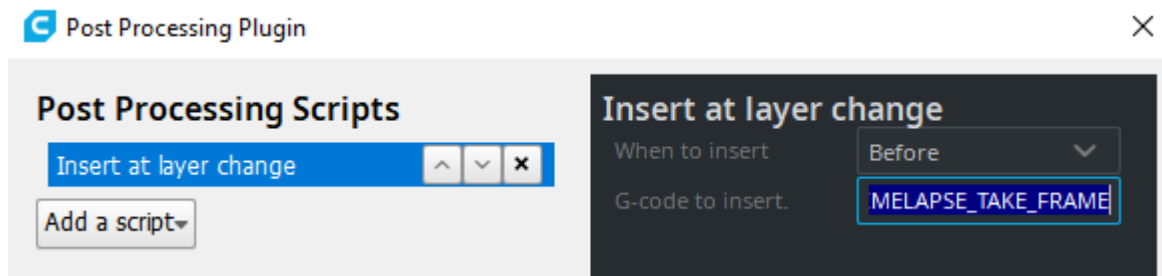 Post Processing Plugin
Post Processing Scripts
Insert at layer change
Add a script
Insert at layer change
When to insert
Before
G-code to insert.
MELAPSE_TAKE_FRAME